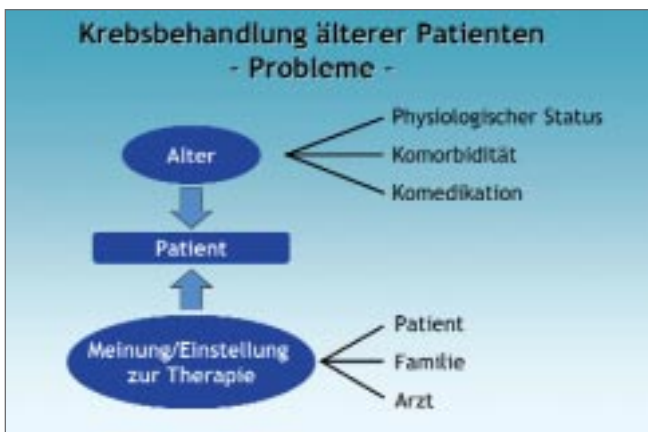 Krebsbehandlung älterer Patienten
- Probleme -
Physiologischer Status
Alter
Komorbidität
Komedikation
Patient
Meinung/Einstellung
zur Therapie
Patient
Familie
Arzt